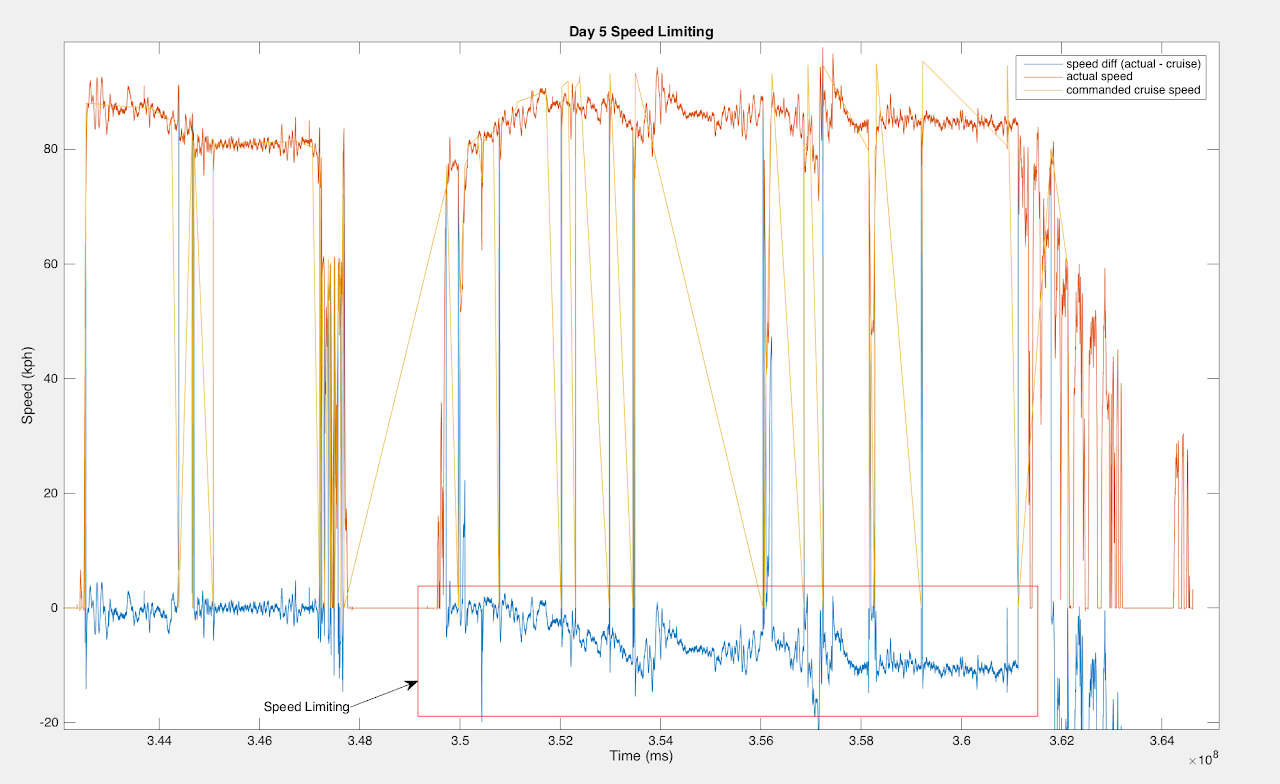 Day 5 Speed Limiting
speed diff (actual - cruise)
actual speed
commanded cruise speed
80
60
40
20
0
-20
Speed (kph)
Speed Limiting
3.44
3.46
3.48
3.5
3.52
3.54
3.56
3.58
3.6
3.62
3.64
Time (ms)
×10⁸